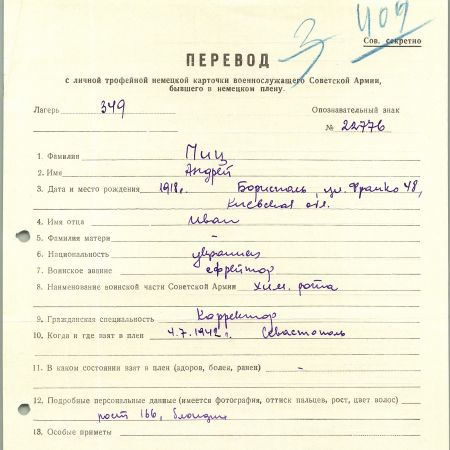 409
3
Сов. секретно
ПЕРЕВОД
с личной трофейной немецкой карточки военнослужащего Советской Армии,
бывшего в немецком плену.
Лагерь 349 Опознавательный знак
№ 22776
1. Фамилия Пиц
2. Имя Андрей
3. Дата и место рождения 1918г. Борисполь, ул. Франко 48,
Киевская обл.
4. Имя отца Иван
5. Фамилия матери -
6. Национальность украинец
7. Воинское звание ефрейтор
8. Наименование воинской части Советской Армии хим. рота
9. Гражданская специальность Корректор
10. Когда и где взят в плен 4.7.1942г. Севастополь
11. В каком состоянии взят в плен (здоров, болен, ранен) -
12. Подробные персональные данные (имеется фотография, оттиск пальцев, рост, цвет волос)
рост 166, блондин
13. Особые приметы